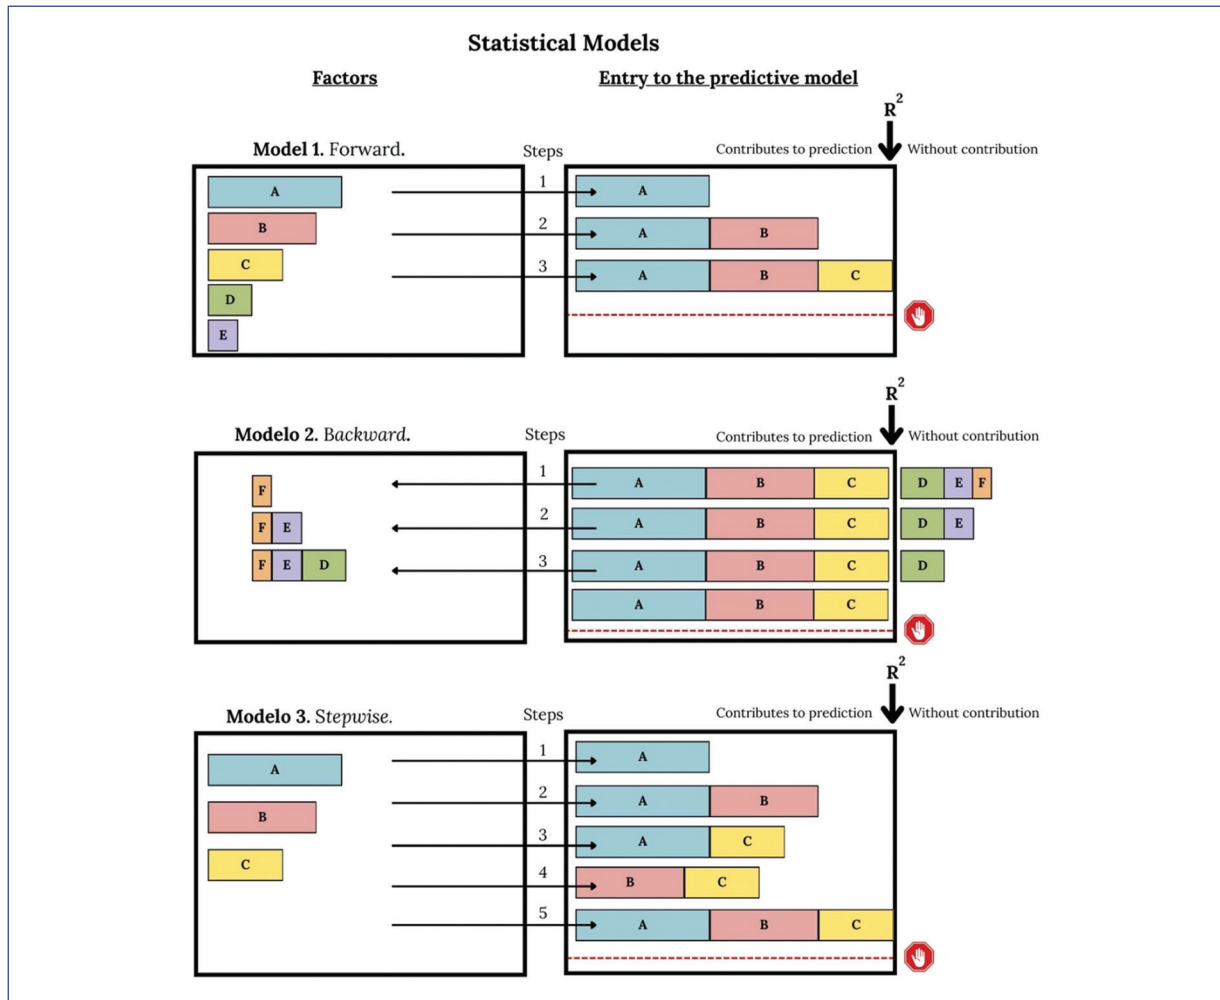 Statistical Models
Factors
Entry to the predictive model
R²
Model 1. Forward.
Steps
Contributes to prediction
Without contribution
A
B
C
D
E
1
2
3
A
A B
A B C
R²
Modelo 2. Backward.
Steps
Contributes to prediction
Without contribution
F
F E
F E D
1
2
3
A B C D E F
A B C D E
A B C D
A B C
R²
Modelo 3. Stepwise.
Steps
Contributes to prediction
Without contribution
A
B
C
1
2
3
4
5
A
A B
A C
B C
A B C